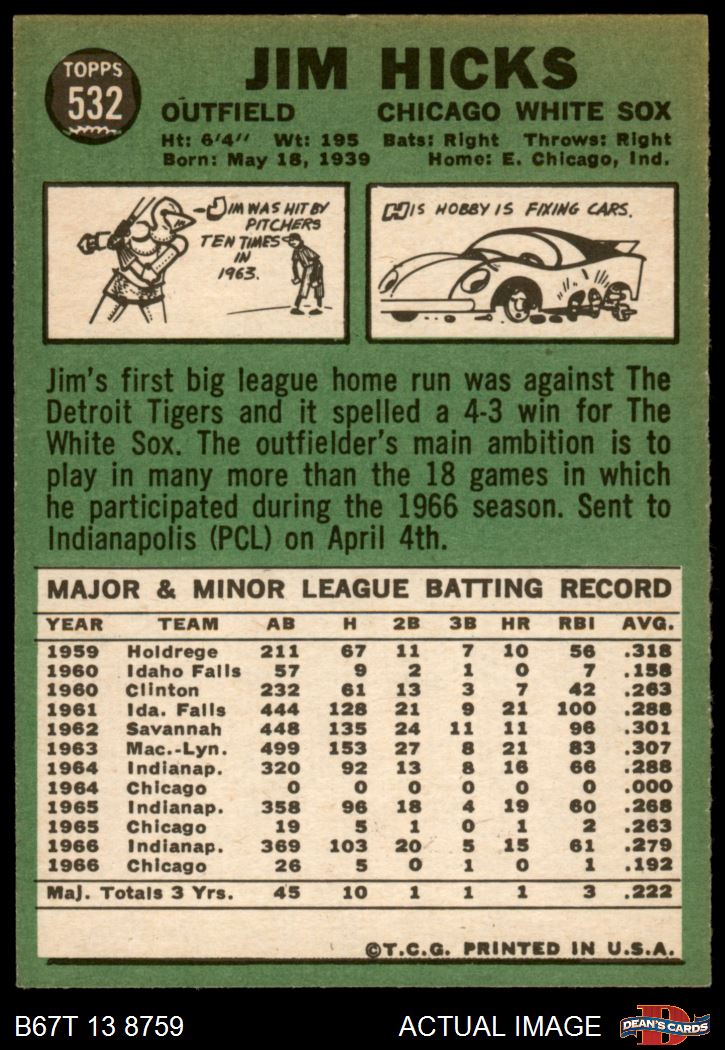 TOPPS
532
JIM HICKS
OUTFIELD CHICAGO WHITE SOX
Ht: 6'4" Wt: 195 Bats: Right Throws: Right
Born: May 18, 1939 Home: E. Chicago, Ind.
-JIM WAS HIT BY
PITCHERS
TEN TIMES
IN
1963.
HIS HOBBY IS FIXING CARS.
Jim's first big league home run was against The
Detroit Tigers and it spelled a 4-3 win for The
White Sox. The outfielder's main ambition is to
play in many more than the 18 games in which
he participated during the 1966 season. Sent to
Indianapolis (PCL) on April 4th.
MAJOR & MINOR LEAGUE BATTING RECORD
YEAR TEAM AB H 2B 3B HR RBI AVG.
1959 Holdrege 211 67 11 7 10 56 .318
1960 Idaho Falls 57 9 2 1 0 7 .158
1960 Clinton 232 61 13 3 7 42 .263
1961 Ida. Falls 444 128 21 9 21 100 .288
1962 Savannah 448 135 24 11 11 96 .301
1963 Mac.-Lyn. 499 153 27 8 21 83 .307
1964 Indianap. 320 92 13 8 16 66 .288
1964 Chicago 0 0 0 0 0 0 .000
1965 Indianap. 358 96 18 4 19 60 .268
1965 Chicago 19 5 1 0 1 2 .263
1966 Indianap. 369 103 20 5 15 61 .279
1966 Chicago 26 5 0 1 0 1 .192
Maj. Totals 3 Yrs. 45 10 1 1 1 3 .222
©T.C.G. PRINTED IN U.S.A.
B67T 13 8759 ACTUAL IMAGE
D
DEAN'S CARDS